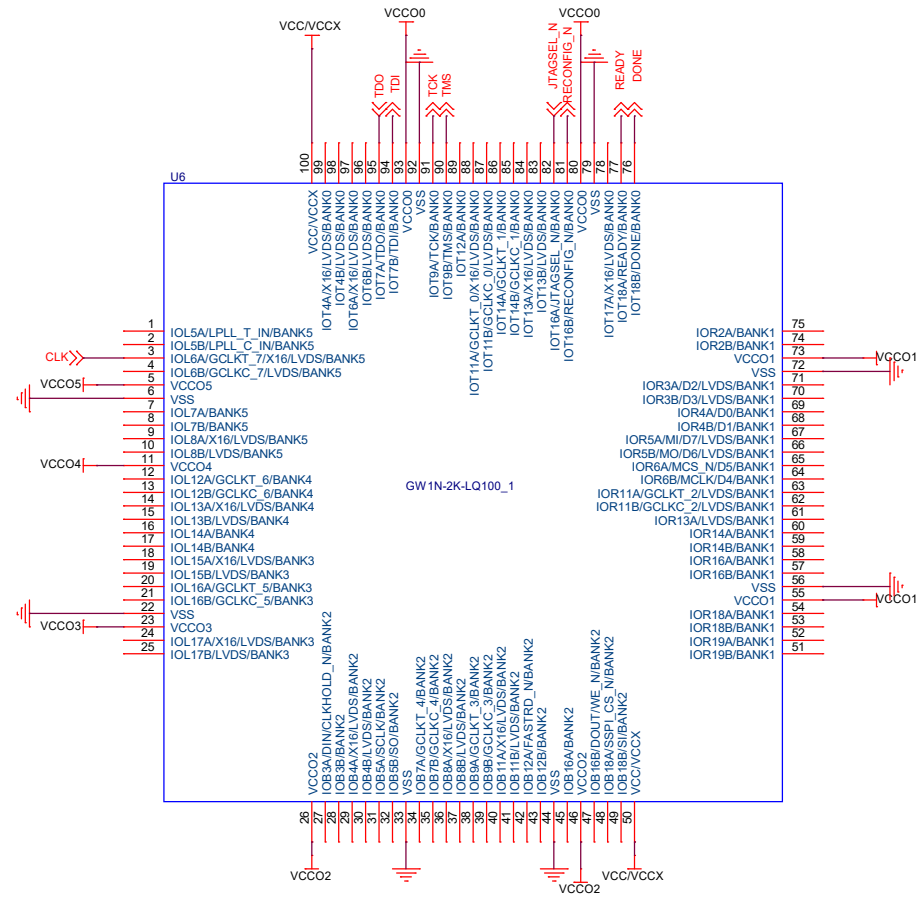 VCCO0
VCCO0
VCC/VCCX
TDO
TDI
TCK
TMS
JTAGSEL_N
RECONFIG_N
READY
DONE
100
99
98
97
96
95
94
93
92
91
90
89
88
87
86
85
84
83
82
81
80
79
78
77
76
U6
VCC/VCCX
IOT4A/X16/LVDS/BANK0
IOT4B/LVDS/BANK0
IOT6A/X16/LVDS/BANK0
IOT6B/LVDS/BANK0
IOT7A/TDO/BANK0
IOT7B/TDI/BANK0
VCCO0
VSS
IOT9A/TCK/BANK0
IOT9B/TMS/BANK0
IOT12A/BANK0
IOT11A/GCLKT_0/X16/LVDS/BANK0
IOT11B/GCLKC_0/LVDS/BANK0
IOT14A/GCLKT_1/BANK0
IOT14B/GCLKC_1/BANK0
IOT13A/X16/LVDS/BANK0
IOT13B/LVDS/BANK0
IOT16A/JTAGSEL_N/BANK0
IOT16B/RECONFIG_N/BANK0
VCCO0
VSS
IOT17A/X16/LVDS/BANK0
IOT18A/READY/BANK0
IOT18B/DONE/BANK0
1 IOL5A/LPLL_T_IN/BANK5
2 IOL5B/LPLL_C_IN/BANK5
CLK 3 IOL6A/GCLKT_7/X16/LVDS/BANK5
4 IOL6B/GCLKC_7/LVDS/BANK5
VCCO5 5 VCCO5
6 VSS
7 IOL7A/BANK5
8 IOL7B/BANK5
9 IOL8A/X16/LVDS/BANK5
10 IOL8B/LVDS/BANK5
VCCO4 11 VCCO4
12 IOL12A/GCLKT_6/BANK4
13 IOL12B/GCLKC_6/BANK4
14 IOL13A/X16/LVDS/BANK4
15 IOL13B/LVDS/BANK4
16 IOL14A/BANK4
17 IOL14B/BANK4
18 IOL15A/X16/LVDS/BANK3
19 IOL15B/LVDS/BANK3
20 IOL16A/GCLKT_5/BANK3
21 IOL16B/GCLKC_5/BANK3
22 VSS
VCCO3 23 VCCO3
24 IOL17A/X16/LVDS/BANK3
25 IOL17B/LVDS/BANK3
GW1N-2K-LQ100_1
IOR2A/BANK1 75
IOR2B/BANK1 74
VCCO1 73 VCCO1
VSS 72
IOR3A/D2/LVDS/BANK1 71
IOR3B/D3/LVDS/BANK1 70
IOR4A/D0/BANK1 69
IOR4B/D1/BANK1 68
IOR5A/MI/D7/LVDS/BANK1 67
IOR5B/MO/D6/LVDS/BANK1 66
IOR6A/MCS_N/D5/BANK1 65
IOR6B/MCLK/D4/BANK1 64
IOR11A/GCLKT_2/LVDS/BANK1 63
IOR11B/GCLKC_2/LVDS/BANK1 62
IOR13A/LVDS/BANK1 61
IOR14A/BANK1 60
IOR14B/BANK1 59
IOR16A/BANK1 58
IOR16B/BANK1 57
VSS 56
VCCO1 55 VCCO1
IOR18A/BANK1 54
IOR18B/BANK1 53
IOR19A/BANK1 52
IOR19B/BANK1 51
VCCO2
IOB3A/DIN/CLKHOLD_N/BANK2
IOB3B/BANK2
IOB4A/X16/LVDS/BANK2
IOB4B/LVDS/BANK2
IOB5A/SCLK/BANK2
IOB5B/SO/BANK2
VSS
IOB7A/GCLKT_4/BANK2
IOB7B/GCLKC_4/BANK2
IOB8A/X16/LVDS/BANK2
IOB8B/LVDS/BANK2
IOB9A/GCLKT_3/BANK2
IOB9B/GCLKC_3/BANK2
IOB11A/X16/LVDS/BANK2
IOB11B/LVDS/BANK2
IOB12A/FASTRD_N/BANK2
IOB12B/BANK2
VSS
IOB16A/BANK2
VCCO2
IOB16B/DOUT/WE_N/BANK2
IOB18A/SSPI_CS_N/BANK2
IOB18B/SI/BANK2
VCC/VCCX
26
27
28
29
30
31
32
33
34
35
36
37
38
39
40
41
42
43
44
45
46
47
48
49
50
VCCO2
VCCO2
VCC/VCCX